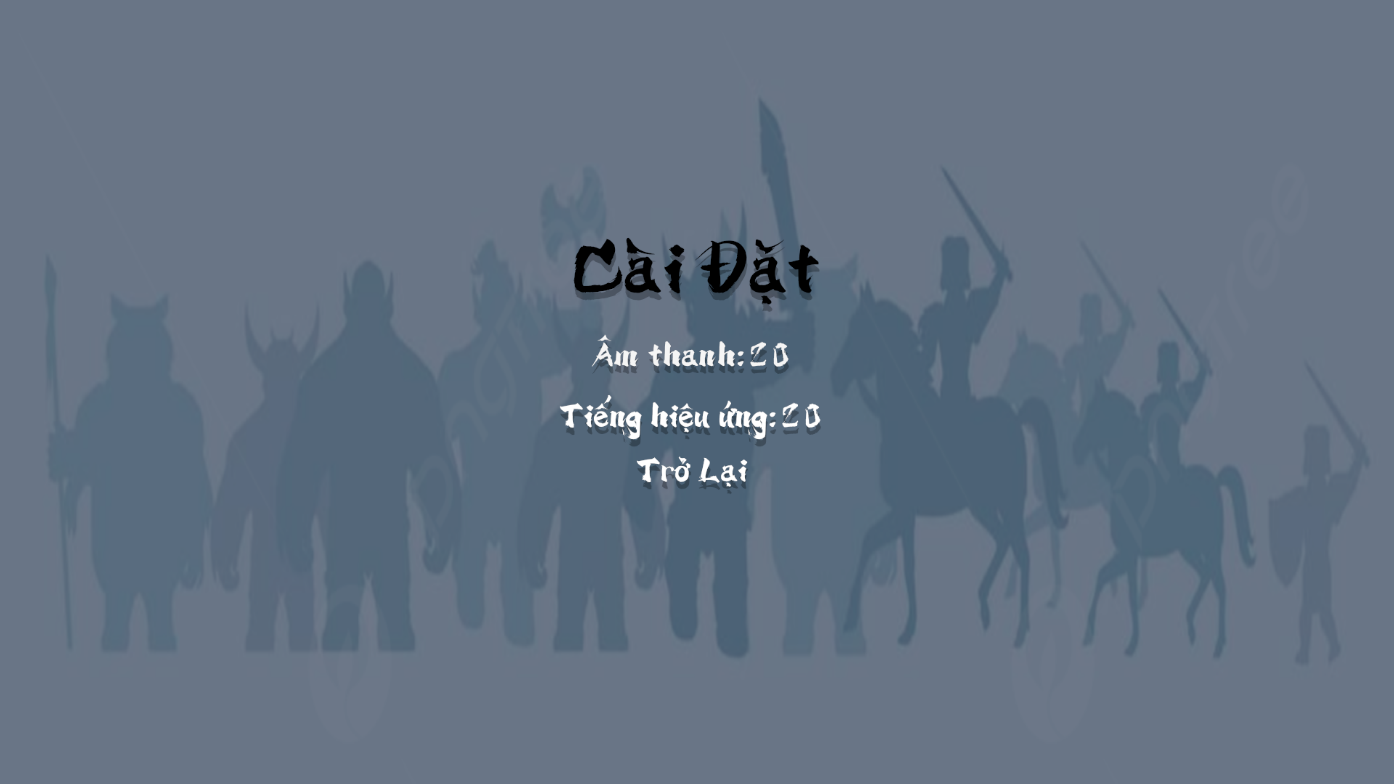 Cài Đặt
Âm thanh:20
Tiếng hiệu ứng:20
Trở Lại